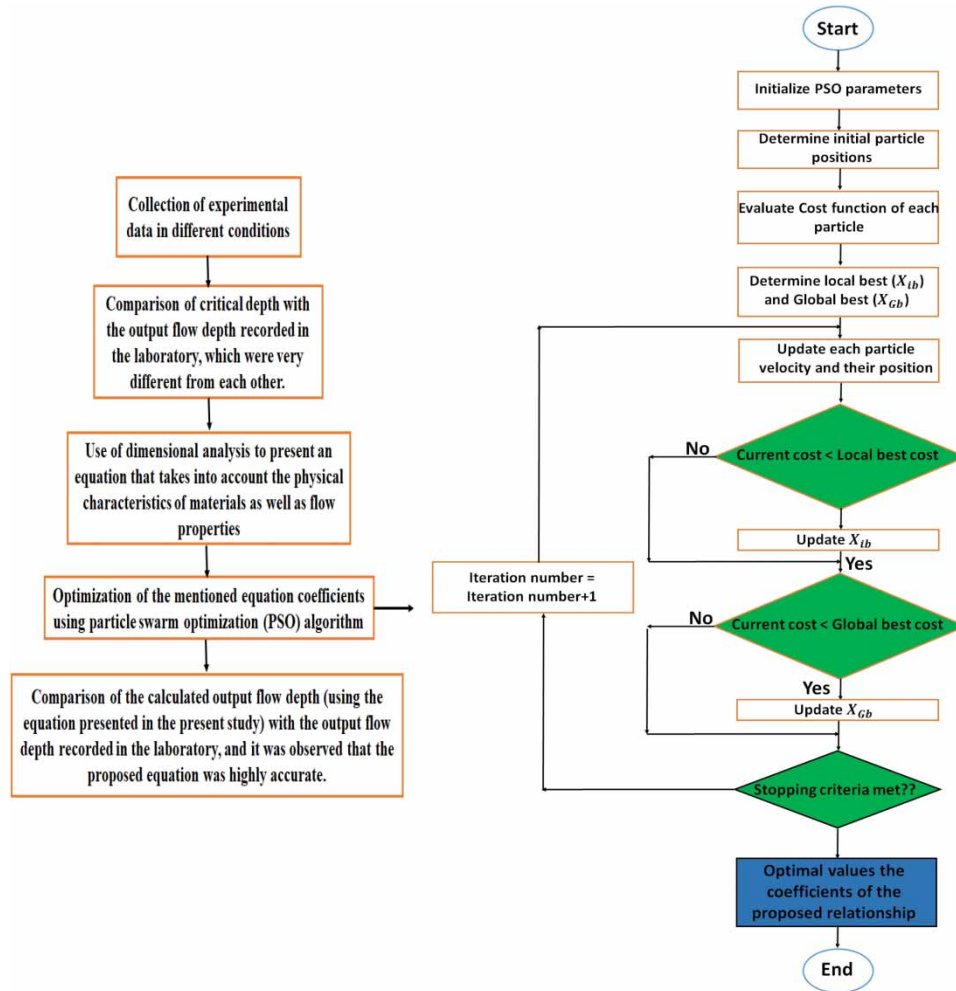 Collection of experimental
data in different conditions
Comparison of critical depth with
the output flow depth recorded in
the laboratory, which were very
different from each other.
Use of dimensional analysis to present an
equation that takes into account the physical
characteristics of materials as well as flow
properties
Optimization of the mentioned equation coefficients
using particle swarm optimization (PSO) algorithm
Comparison of the calculated output flow depth (using the
equation presented in the present study) with the output flow
depth recorded in the laboratory, and it was observed that the
proposed equation was highly accurate.
Start
Initialize PSO parameters
Determine initial particle
positions
Evaluate Cost function of each
particle
Determine local best (X_ib)
and Global best (X_Gb)
Update each particle
velocity and their position
No
Current cost < Local best cost
Update X_ib
Yes
Iteration number =
Iteration number+1
No
Current cost < Global best cost
Yes
Update X_Gb
Stopping criteria met??
Optimal values the
coefficients of the
proposed relationship
End